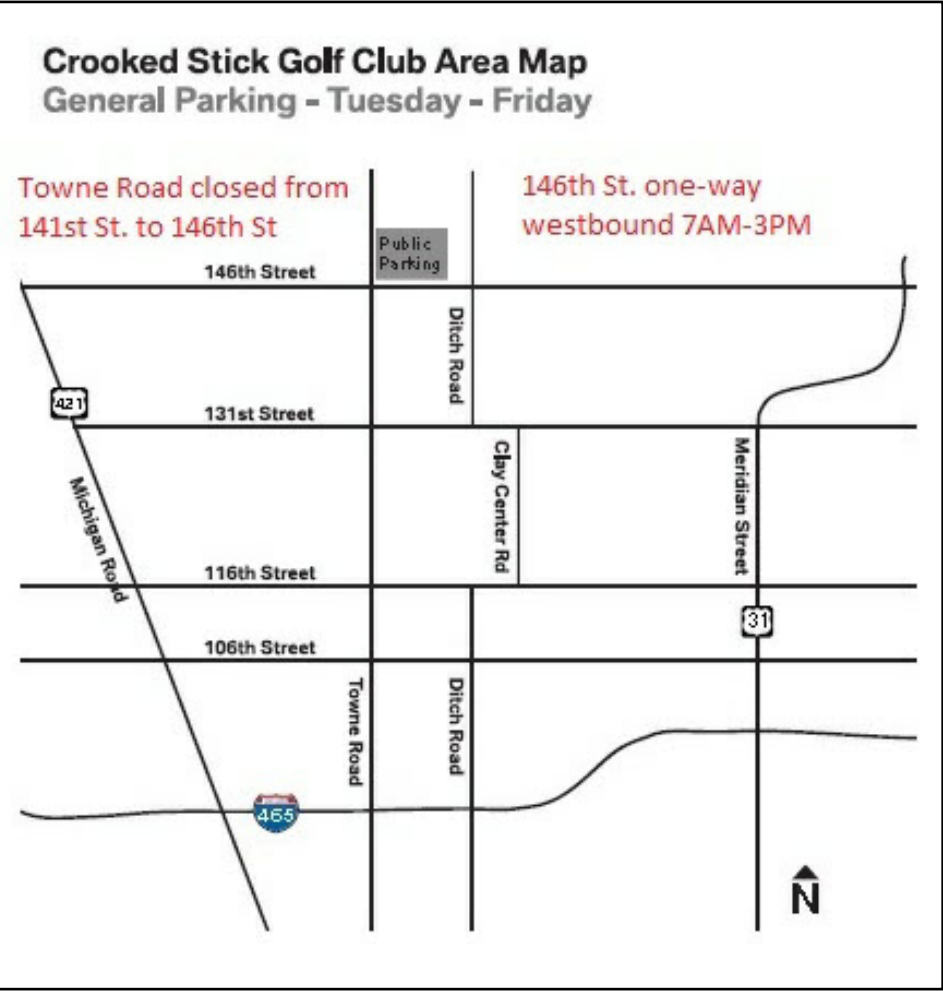 Crooked Stick Golf Club Area Map
General Parking - Tuesday - Friday
Towne Road closed from
141st St. to 146th St
146th St. one-way
westbound 7AM-3PM
Public
Parking
146th Street
Ditch Road
421
131st Street
Michigan Road
Clay Center Rd
Meridian Street
116th Street
31
106th Street
Towne Road
Ditch Road
465
N